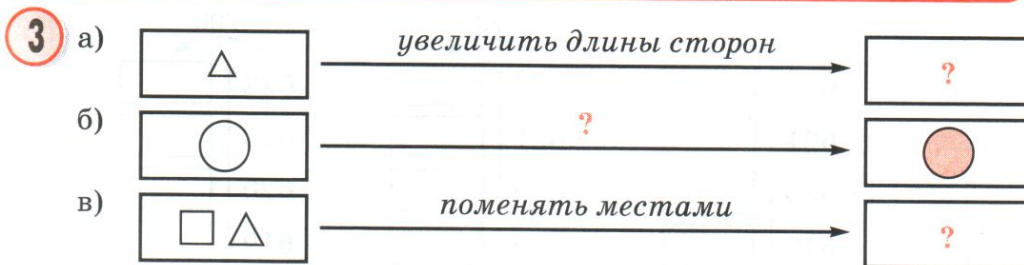 3 а) увеличить длины сторон ?
б) ?
в) поменять местами ?